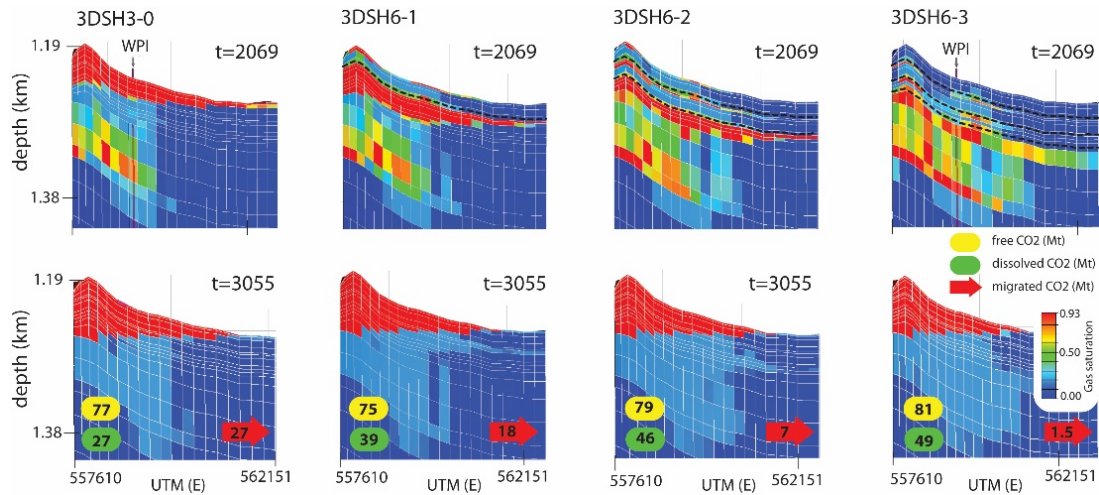 3DSH3-0
3DSH6-1
3DSH6-2
3DSH6-3
1.19
WPI
t=2069
t=2069
t=2069
WPI
t=2069
depth (km)
1.38
free CO2 (Mt)
dissolved CO2 (Mt)
migrated CO2 (Mt)
1.19
t=3055
t=3055
t=3055
t=3055
depth (km)
0.93
0.50
0.00
Gas saturation
77
75
79
81
1.38
27
27
39
18
46
7
49
1.5
557610
UTM (E)
562151
557610
UTM (E)
562151
557610
UTM (E)
562151
557610
UTM (E)
562151